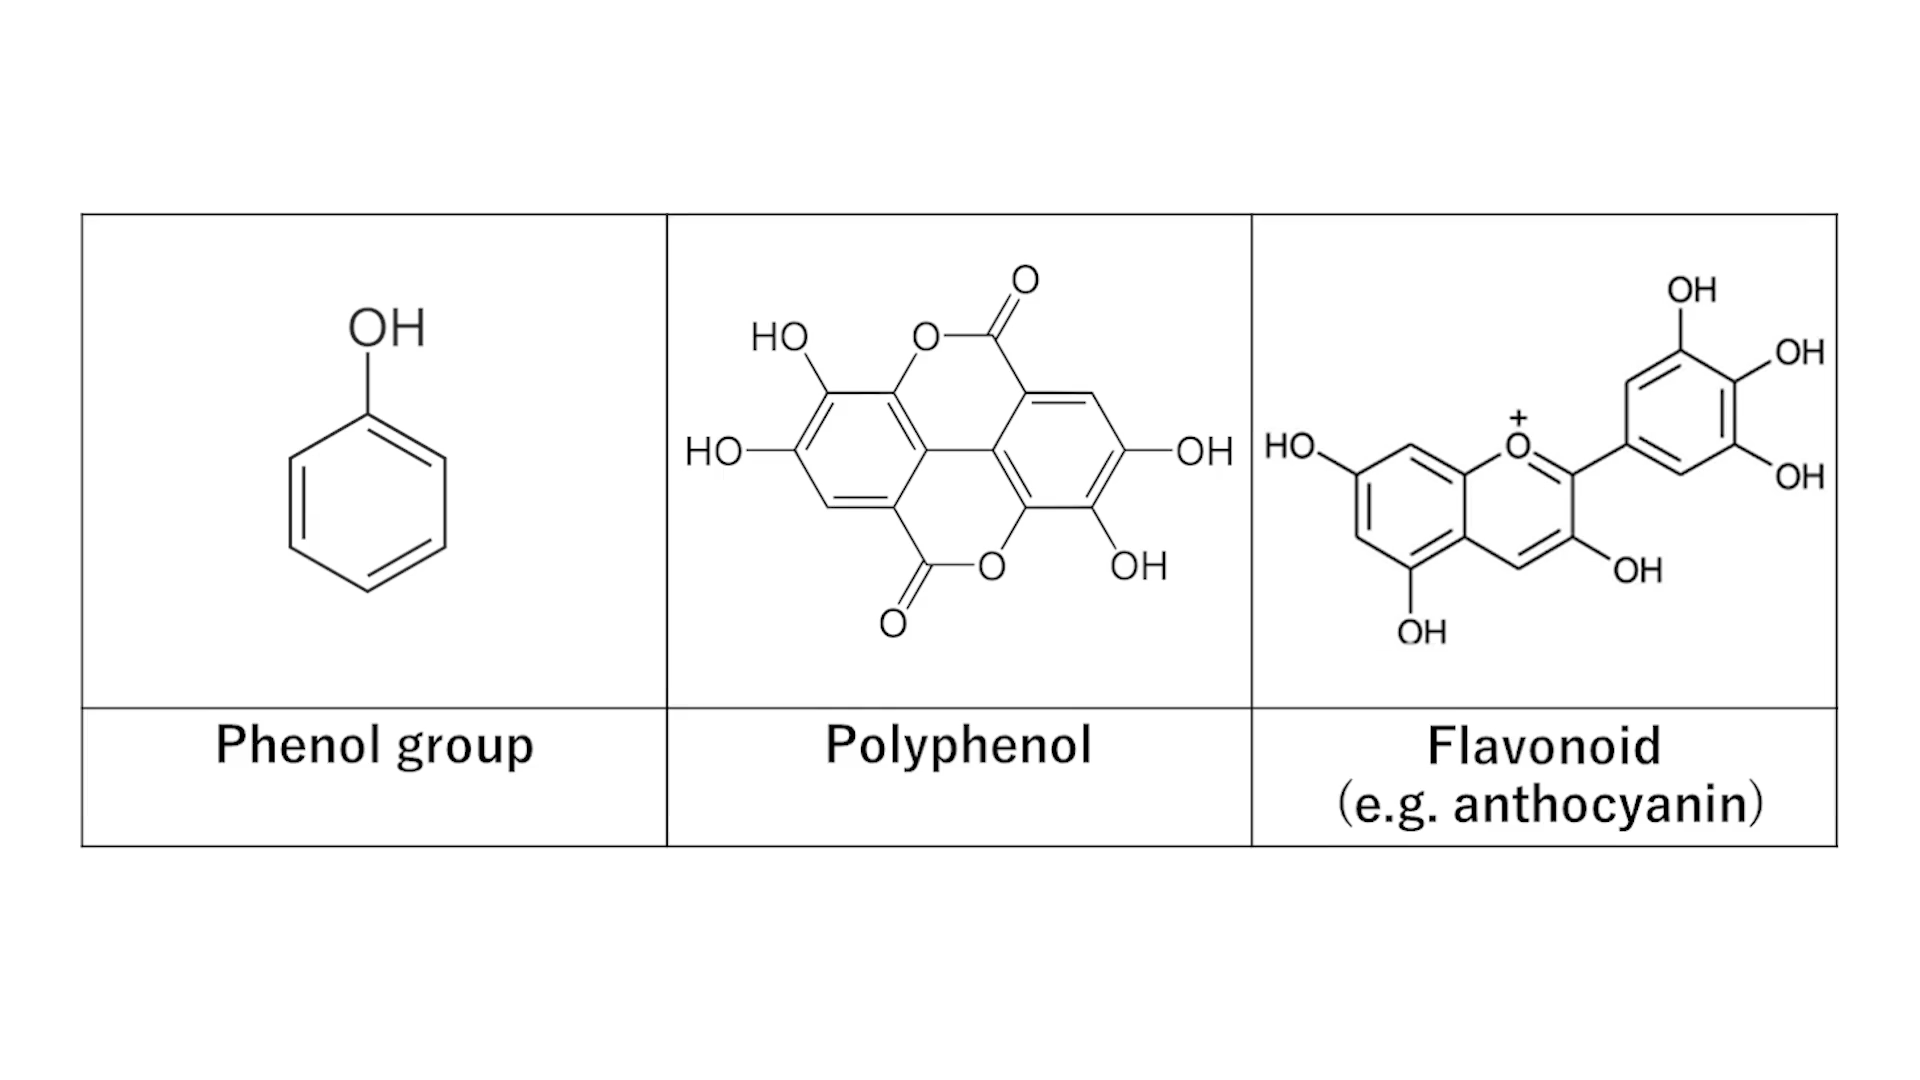 OH
O
HO
O
HO
OH
O
OH
O
OH
OH
+
HO
O
OH
OH
OH
Phenol group
Polyphenol
Flavonoid
(e.g. anthocyanin)